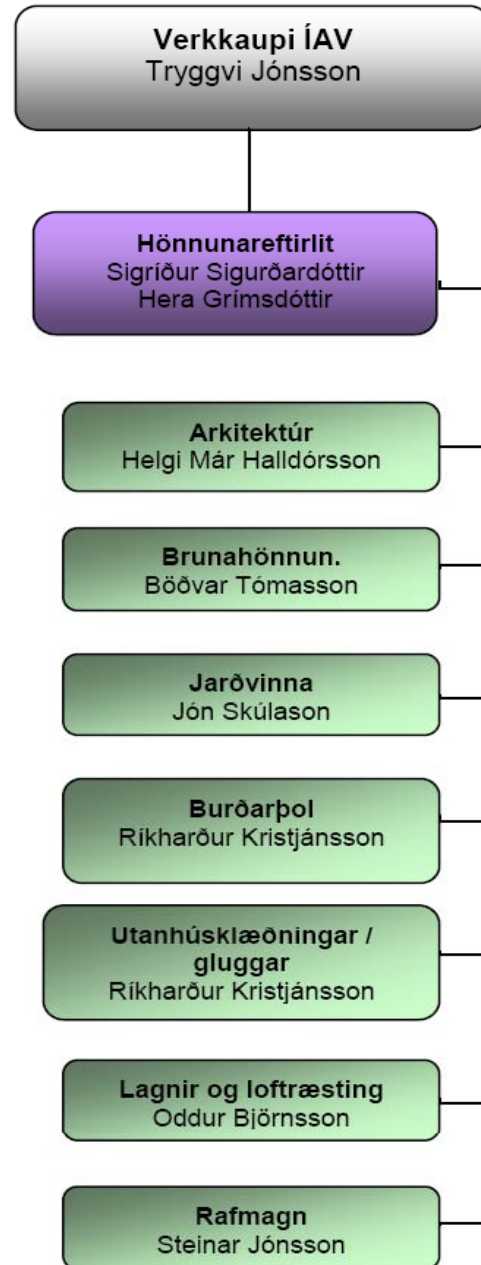 Verkkaupi ÍAV
Tryggvi Jónsson
Hönnunareftirlit
Sigríður Sigurðardóttir
Hera Grímsdóttir
Arkitektúr
Helgi Már Halldórsson
Brunahönnun.
Böðvar Tómasson
Jarðvinna
Jón Skúlason
Burðarþol
Ríkharður Kristjánsson
Utanhúsklæðningar /
gluggar
Ríkharður Kristjánsson
Lagnir og loftræsting
Oddur Björnsson
Rafmagn
Steinar Jónsson